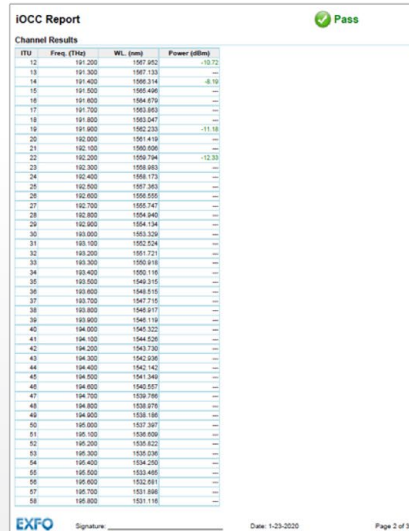 iOCC Report
Pass
Channel Results
ITU Freq. (THz) WL. (nm) Power (dBm)
12 191.200 1567.952 -10.72
13 191.300 1567.133 ---
14 191.400 1566.314 -8.19
15 191.500 1565.496 ---
16 191.600 1564.679 ---
17 191.700 1563.863 ---
18 191.800 1563.047 ---
19 191.900 1562.233 -11.18
20 192.000 1561.419 ---
21 192.100 1560.606 ---
22 192.200 1559.794 -12.33
23 192.300 1558.983 ---
24 192.400 1558.173 ---
25 192.500 1557.363 ---
26 192.600 1556.555 ---
27 192.700 1555.747 ---
28 192.800 1554.940 ---
29 192.900 1554.134 ---
30 193.000 1553.329 ---
31 193.100 1552.524 ---
32 193.200 1551.721 ---
33 193.300 1550.918 ---
34 193.400 1550.116 ---
35 193.500 1549.315 ---
36 193.600 1548.515 ---
37 193.700 1547.715 ---
38 193.800 1546.917 ---
39 193.900 1546.119 ---
40 194.000 1545.322 ---
41 194.100 1544.526 ---
42 194.200 1543.730 ---
43 194.300 1542.936 ---
44 194.400 1542.142 ---
45 194.500 1541.349 ---
46 194.600 1540.557 ---
47 194.700 1539.766 ---
48 194.800 1538.976 ---
49 194.900 1538.186 ---
50 195.000 1537.397 ---
51 195.100 1536.609 ---
52 195.200 1535.822 ---
53 195.300 1535.036 ---
54 195.400 1534.250 ---
55 195.500 1533.465 ---
56 195.600 1532.681 ---
57 195.700 1531.898 ---
58 195.800 1531.116 ---
EXFO Signature: Date: 1-23-2020 Page 2 of 3